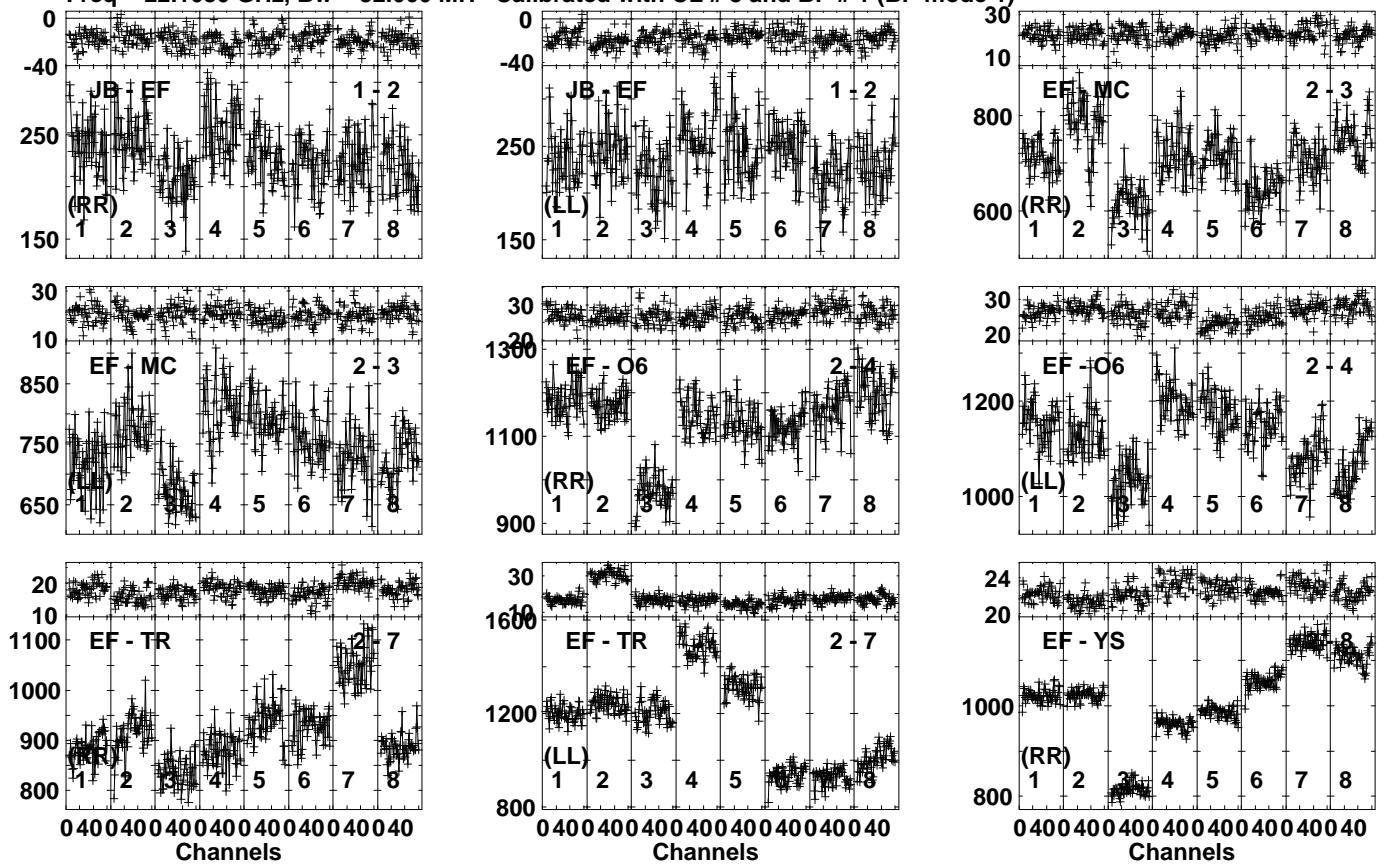 0 0 30
-40 -40 10
JB - EF 1 - 2 JB - EF 1 - 2 EF - MC 2 - 3
250 250 800
(RR) (LL) (RR) 600
150 1 2 3 4 5 6 7 8 150 1 2 3 4 5 6 7 8 1 2 3 4 5 6 7 8
30 30 30
10 20 20
EF - MC 2 - 3 1300 EF - O6 2 - 4 EF - O6 2 - 4
850 1200
750 1100
(LL) (RR) (LL)
650 1 2 3 4 5 6 7 8 900 1 2 3 4 5 6 7 8 1000 1 2 3 4 5 6 7 8
20 30 24
10 10 20
1100 EF - TR 2 - 7 1600 EF - TR 2 - 7 EF - YS 2 - 8
1000 1200 1000
900
(RR) (LL) (RR)
800 1 2 3 4 5 6 7 8 800 1 2 3 4 5 6 7 8 800 1 2 3 4 5 6 7 8
0 40 0 40 0 40 0 40 0 40 0 40 0 40 0 40 0 40 0 40 0 40 0 40 0 40 0 40 0 40 0 40 0 40 0 40 0 40 0 40 0 40 0 40 0 40 0 40
Channels Channels Channels